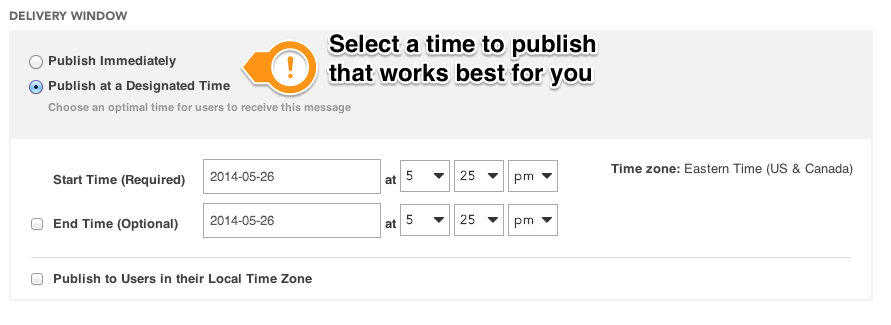 DELIVERY WINDOW
Publish Immediately
Publish at a Designated Time
Choose an optimal time for users to receive this message
!
Select a time to publish
that works best for you
Start Time (Required) 2014-05-26 at 5 25 pm Time zone: Eastern Time (US & Canada)
End Time (Optional) 2014-05-26 at 5 25 pm
Publish to Users in their Local Time Zone